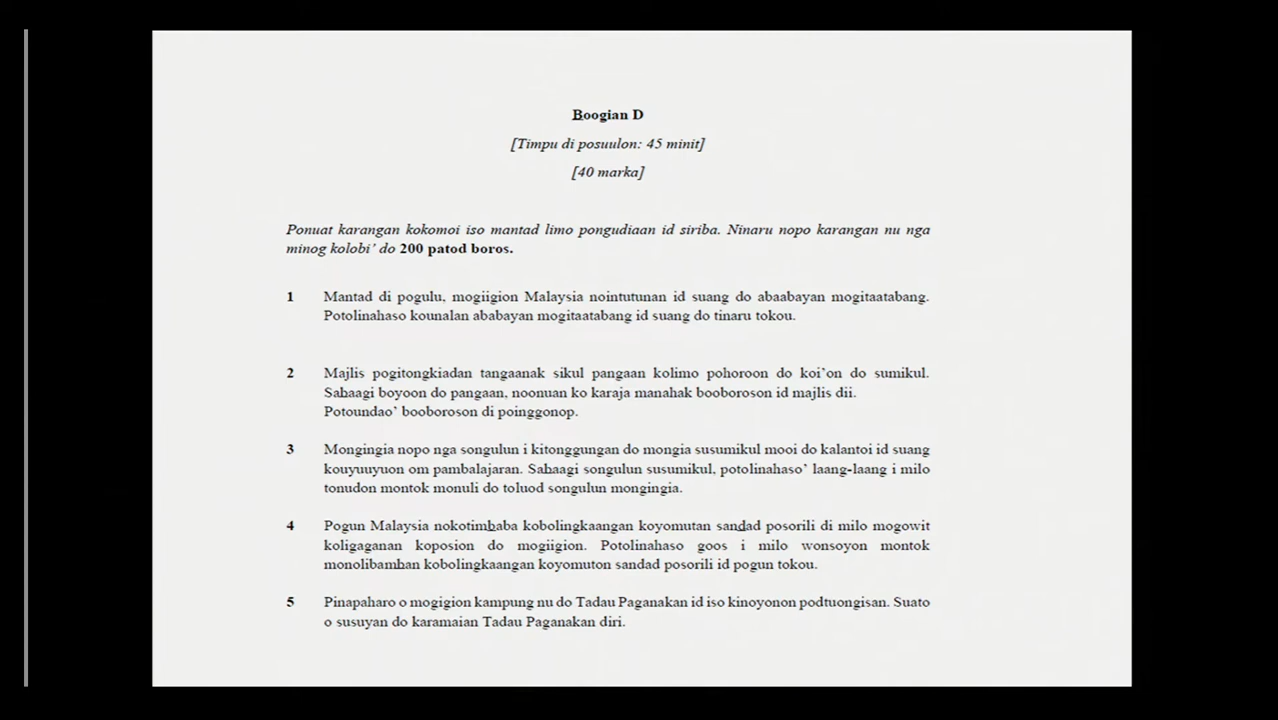 Boogian D
[Timpu di posuulon: 45 minit]
[40 marka]
Ponuat karangan kokomoi iso mantad limo pongudiaan id siriba. Ninaru nopo karangan nu nga
minog kolobi’ do 200 patod boros.
1 Mantad di pogulu, mogiigion Malaysia nointutunan id suang do abaabayan mogitaatabang.
Potolinahaso kounalan ababayan mogitaatabang id suang do tinaru tokou.
2 Majlis pogitongkiadan tangaanak sikul pangaan kolimo pohoroon do koi’on do sumikul.
Sabaagi boyoon do pangaan, noonuan ko karaja manahak booboroson id majlis dii.
Potoundao’ booboroson di poinggonop.
3 Mongingia nopo nga songulun i kitonggungan do mongia susumikul mooi do kalantoi id suang
kouyuuyuon om pambalajaran. Sabaagi songulun susumikul, potolinahaso’ laang-laang i milo
tonudon montok monuli do toluod songulun mongingia.
4 Pogun Malaysia nokotimbaba kobolingkaangan koyomutan sandad posorili di milo mogowit
koligaganan koposion do mogiigion. Potolinahaso goos i milo wonsoyon montok
monolibamban kobolingkaangan koyomuton sandad posorili id pogun tokou.
5 Pinapaharo o mogigion kampung nu do Tadau Paganakan id iso kinoyonon podtuongisan. Suato
o susuyan do karamaian Tadau Paganakan diri.